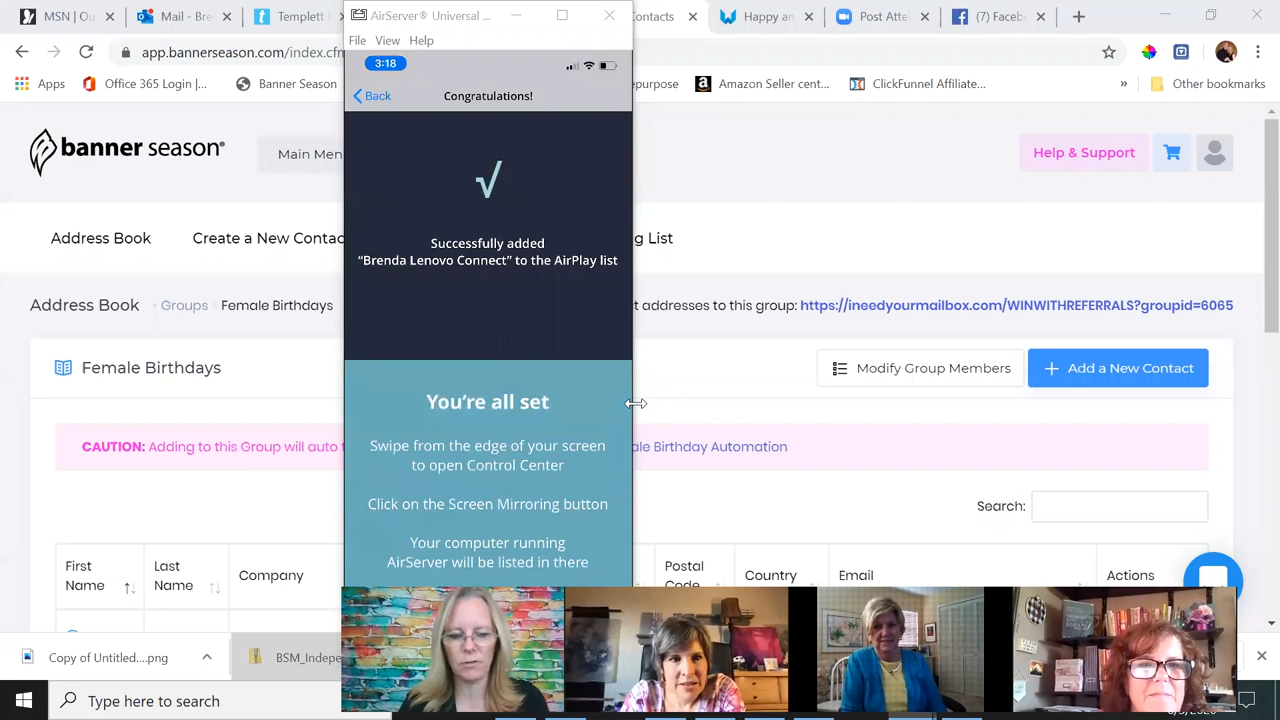 MSN | O
Mail - Bre
Templett
AirServer® Universal ...
Contacts
Happy an
Post Atte
(7) Faceb
File View Help
app.bannerseason.com/index.cfm
3:18
Back
Congratulations!
Apps
Office 365 Login |...
Banner Season
purpose
Amazon Seller cent...
ClickFunnel Affiliate...
»
Other bookmarks
banner season
Main Men
Help & Support
√
Successfully added
“Brenda Lenovo Connect” to the AirPlay list
Address Book
Create a New Contac
g List
Address Book
Groups
Female Birthdays
t addresses to this group: https://ineedyourmailbox.com/WINWITHREFERRALS?groupid=6065
Female Birthdays
Modify Group Members
+ Add a New Contact
You’re all set
CAUTION: Adding to this Group will auto
ale Birthday Automation
Swipe from the edge of your screen
to open Control Center
Click on the Screen Mirroring button
Your computer running
AirServer will be listed in there
Search:
First
Name
Last
Name
Company
Postal
Code
Country
Email
Actions
Copy of Untitled....png
BSM_Indepe
Type here to search